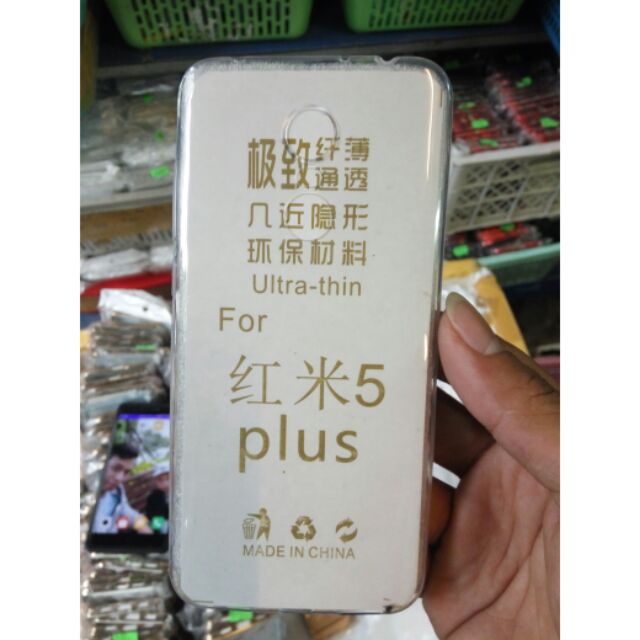 极致 纤薄
通透
几近隐形
环保材料
Ultra-thin
For
红米5
plus
MADE IN CHINA